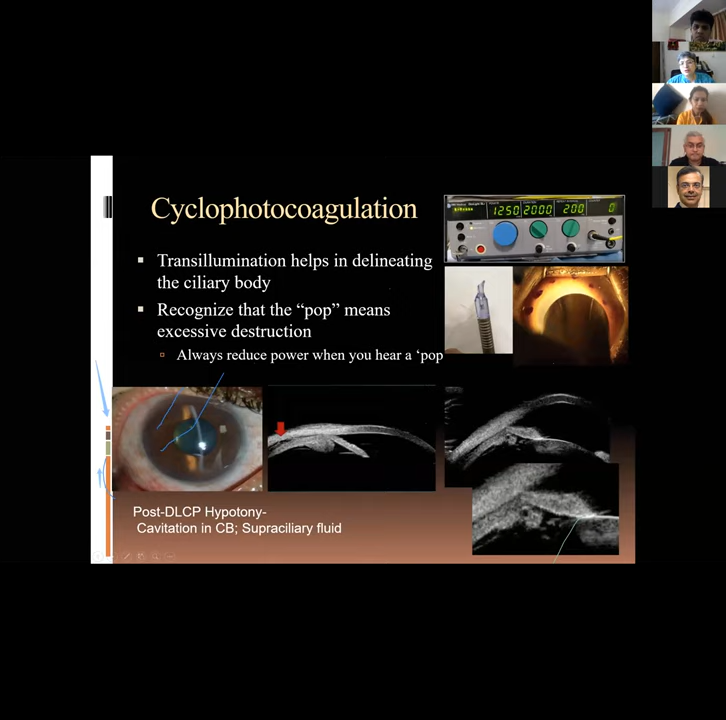 Cyclophotocoagulation
Transillumination helps in delineating
the ciliary body
Recognize that the “pop” means
excessive destruction
Always reduce power when you hear a ‘pop
1250 2000 200 0
Post-DLCP Hypotony-
Cavitation in CB; Supraciliary fluid